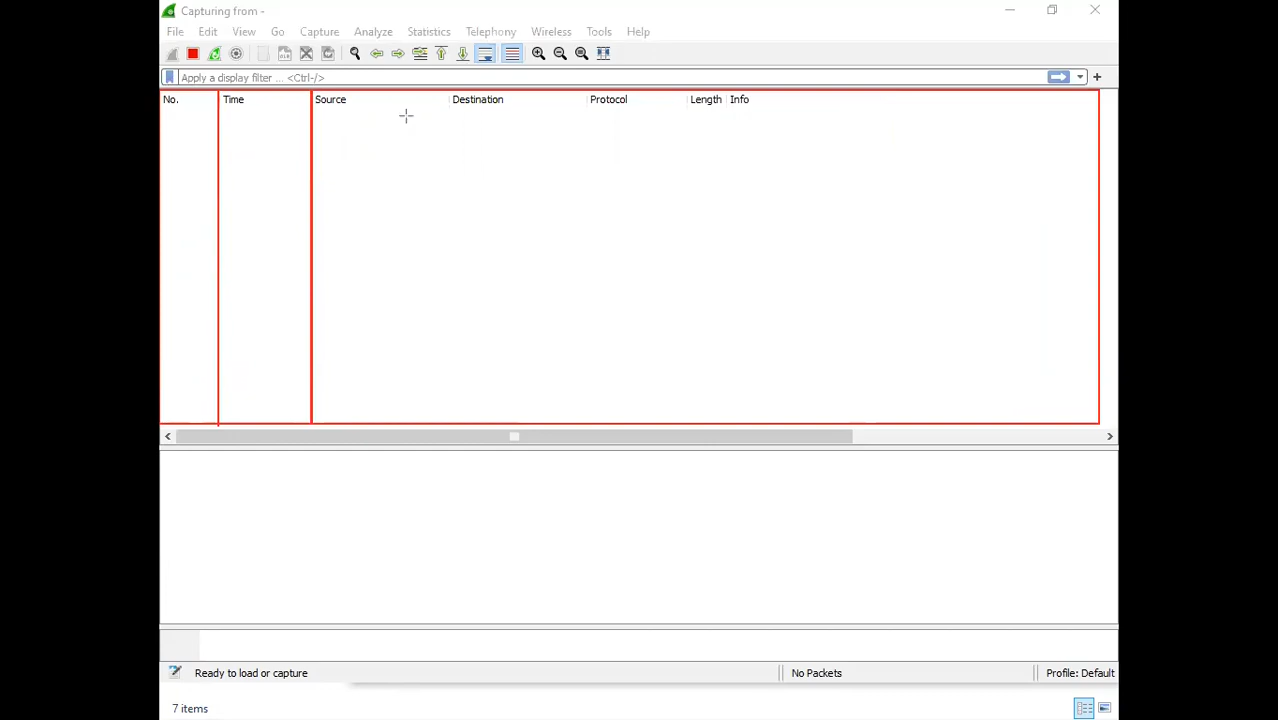 Capturing from -
File Edit View Go Capture Analyze Statistics Telephony Wireless Tools Help
Apply a display filter ... <Ctrl-/>
No. Time Source Destination Protocol Length Info
Ready to load or capture No Packets Profile: Default
7 items